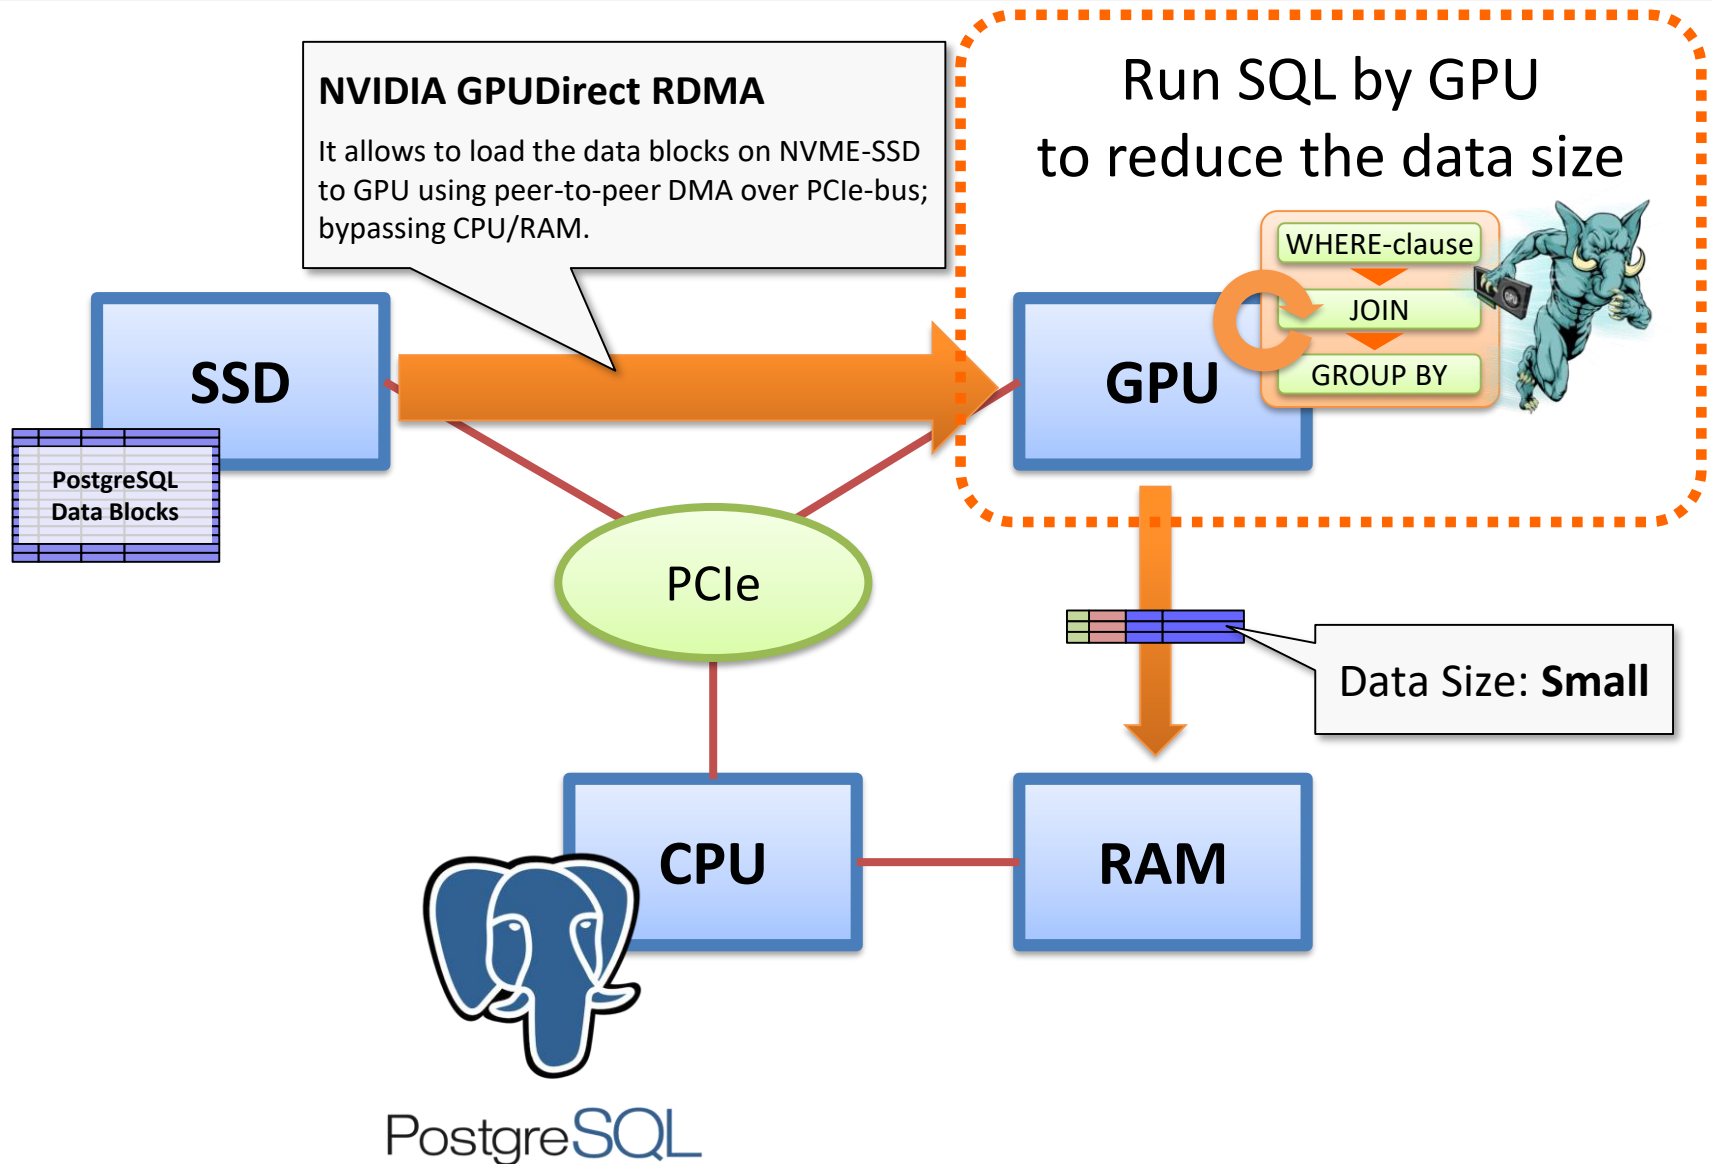 NVIDIA GPUDirect RDMA
It allows to load the data blocks on NVME-SSD
to GPU using peer-to-peer DMA over PCIe-bus;
bypassing CPU/RAM.
Run SQL by GPU
to reduce the data size
WHERE-clause
JOIN
GROUP BY
GPU
SSD
GPU
PostgreSQL
Data Blocks
PCIe
Data Size: Small
CPU
RAM
PostgreSQL